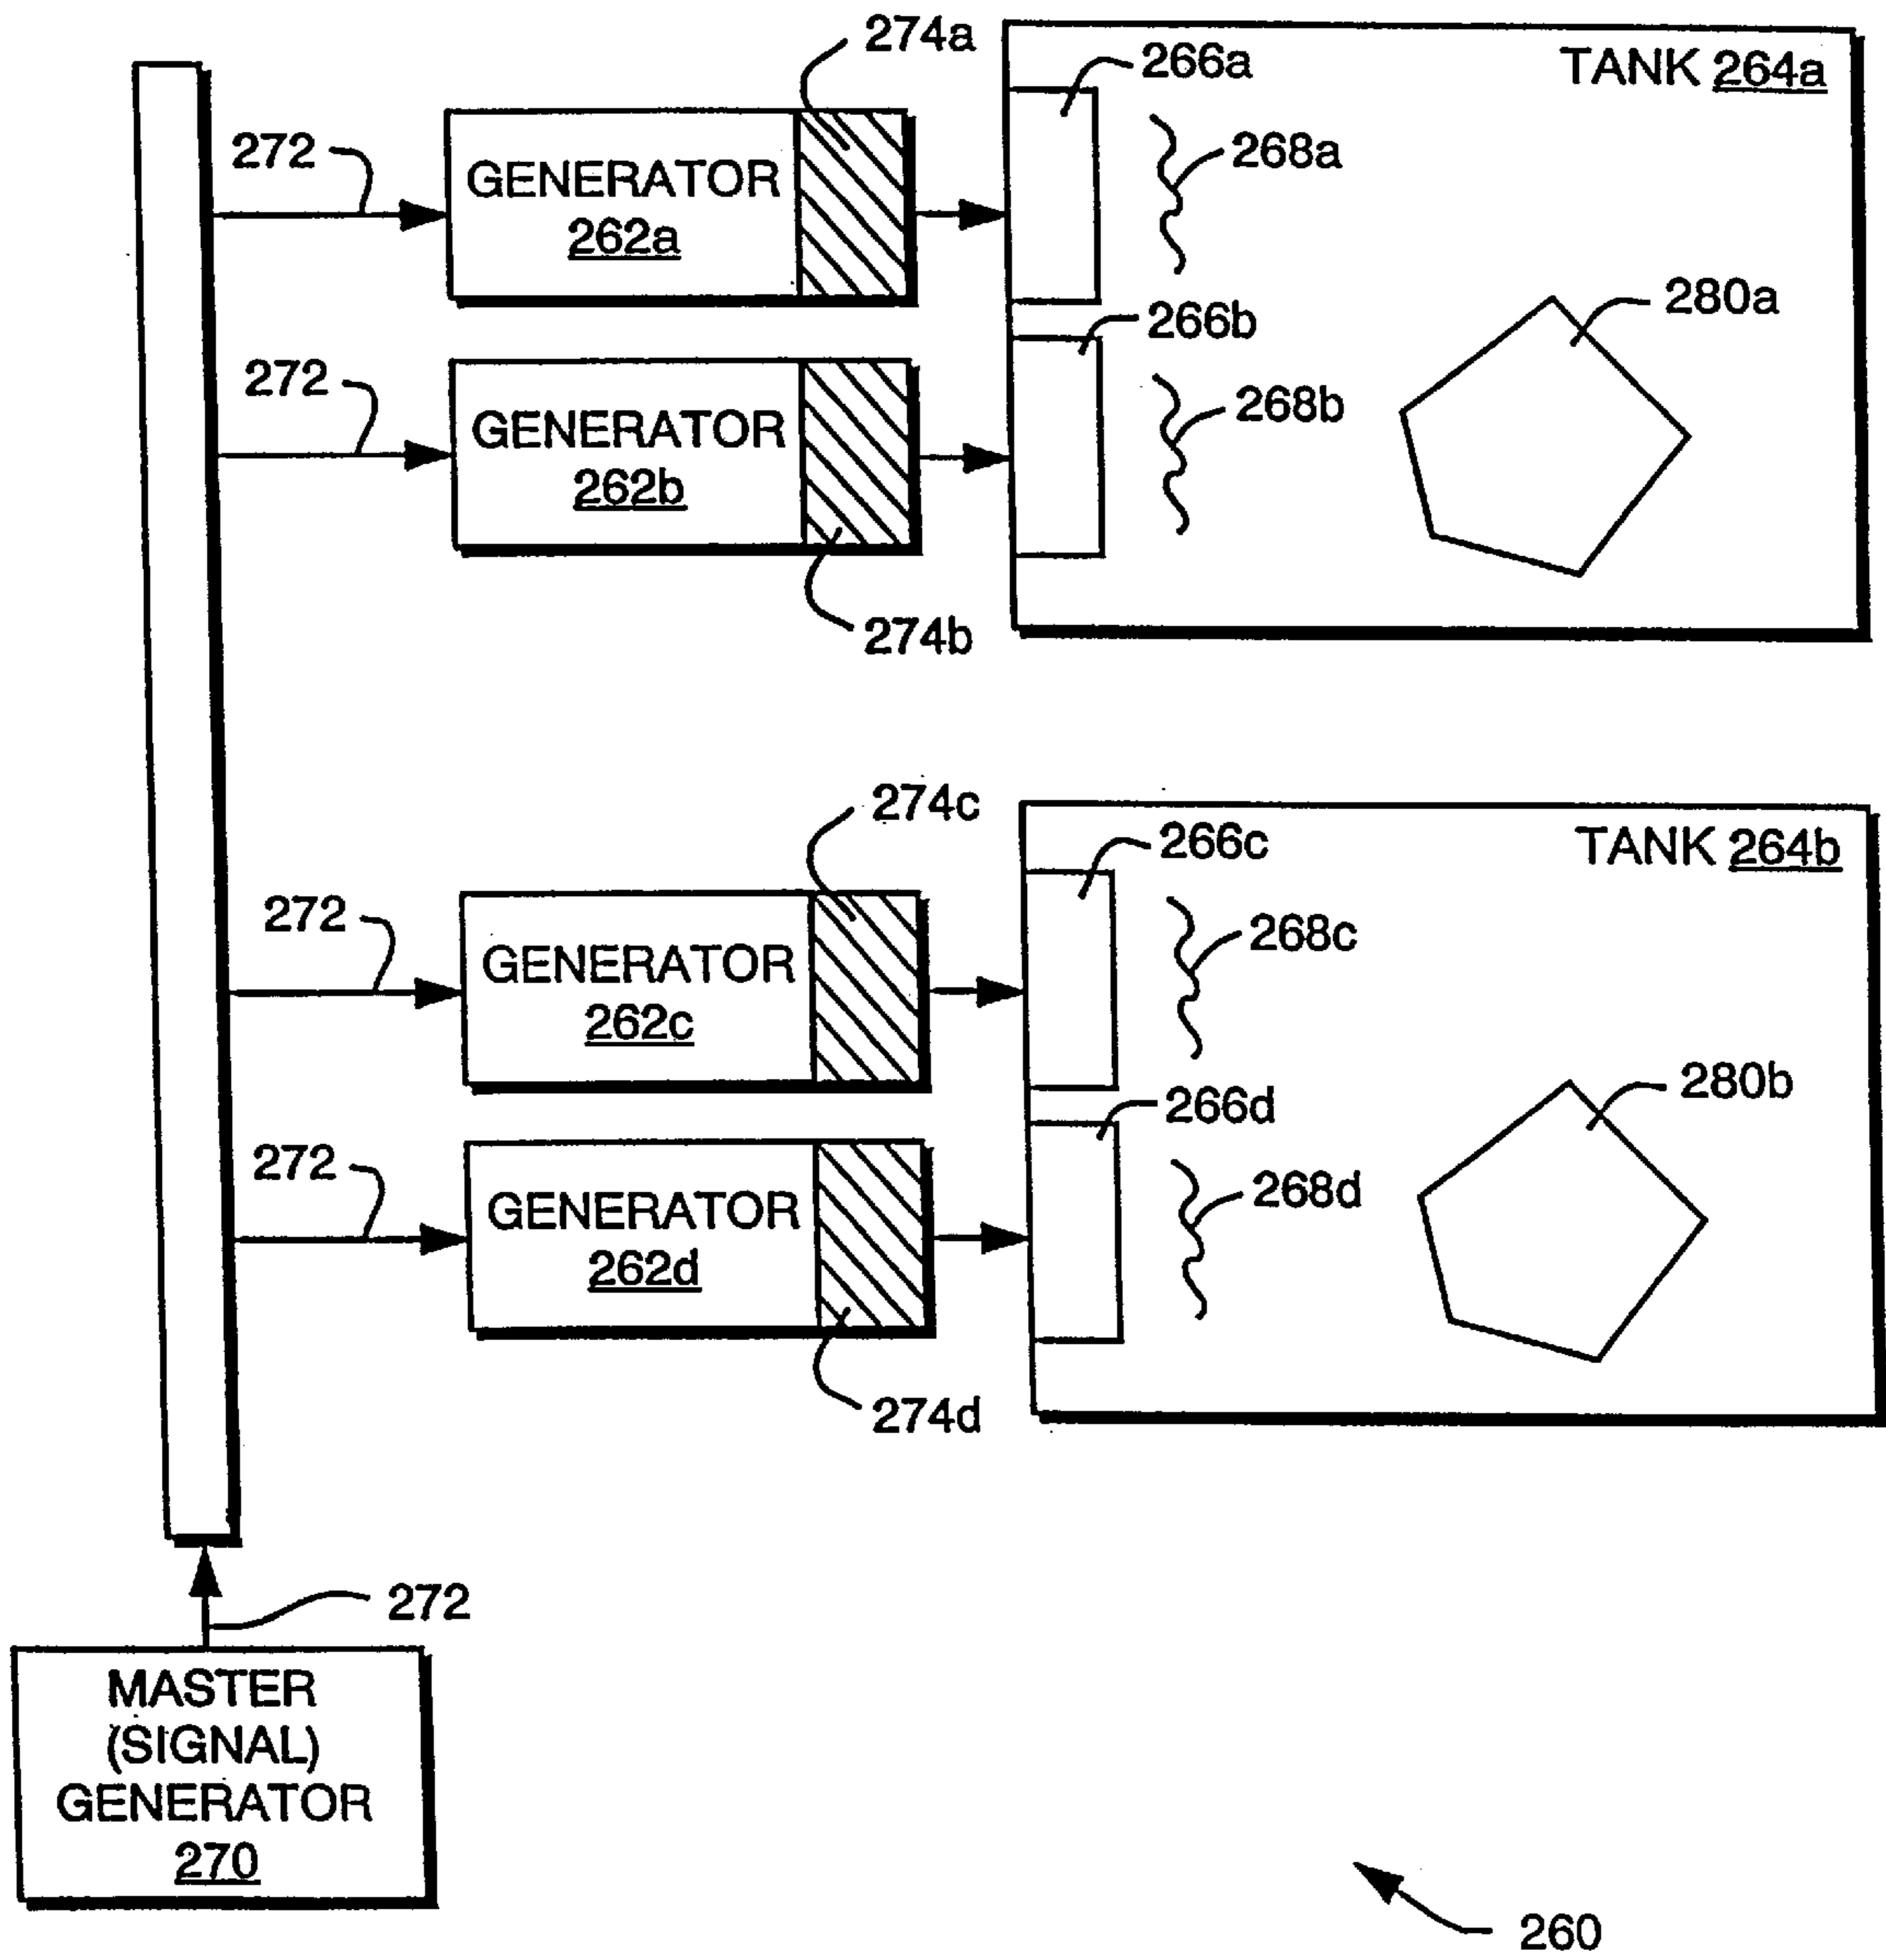 274a
266a
TANK 264a
272
GENERATOR
262a
268a
280a
266b
272
GENERATOR
262b
268b
274b
274c
266c
TANK 264b
272
GENERATOR
262c
268c
280b
266d
272
GENERATOR
262d
268d
274d
272
MASTER
(SIGNAL)
GENERATOR
270
260